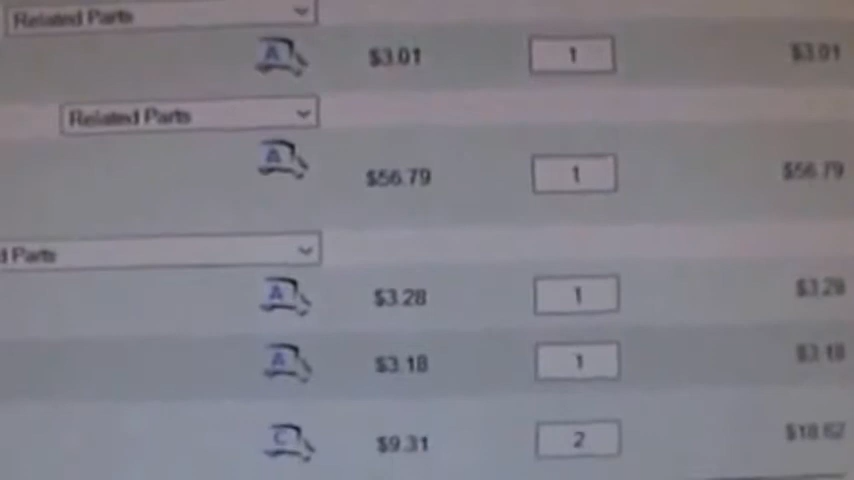 Related Parts
A $3.01 1 $3.01
Related Parts
A $56.79 1 $56.79
d Parts
A $3.28 1 $3.28
A $3.18 1 $3.18
C $9.31 2 $18.62